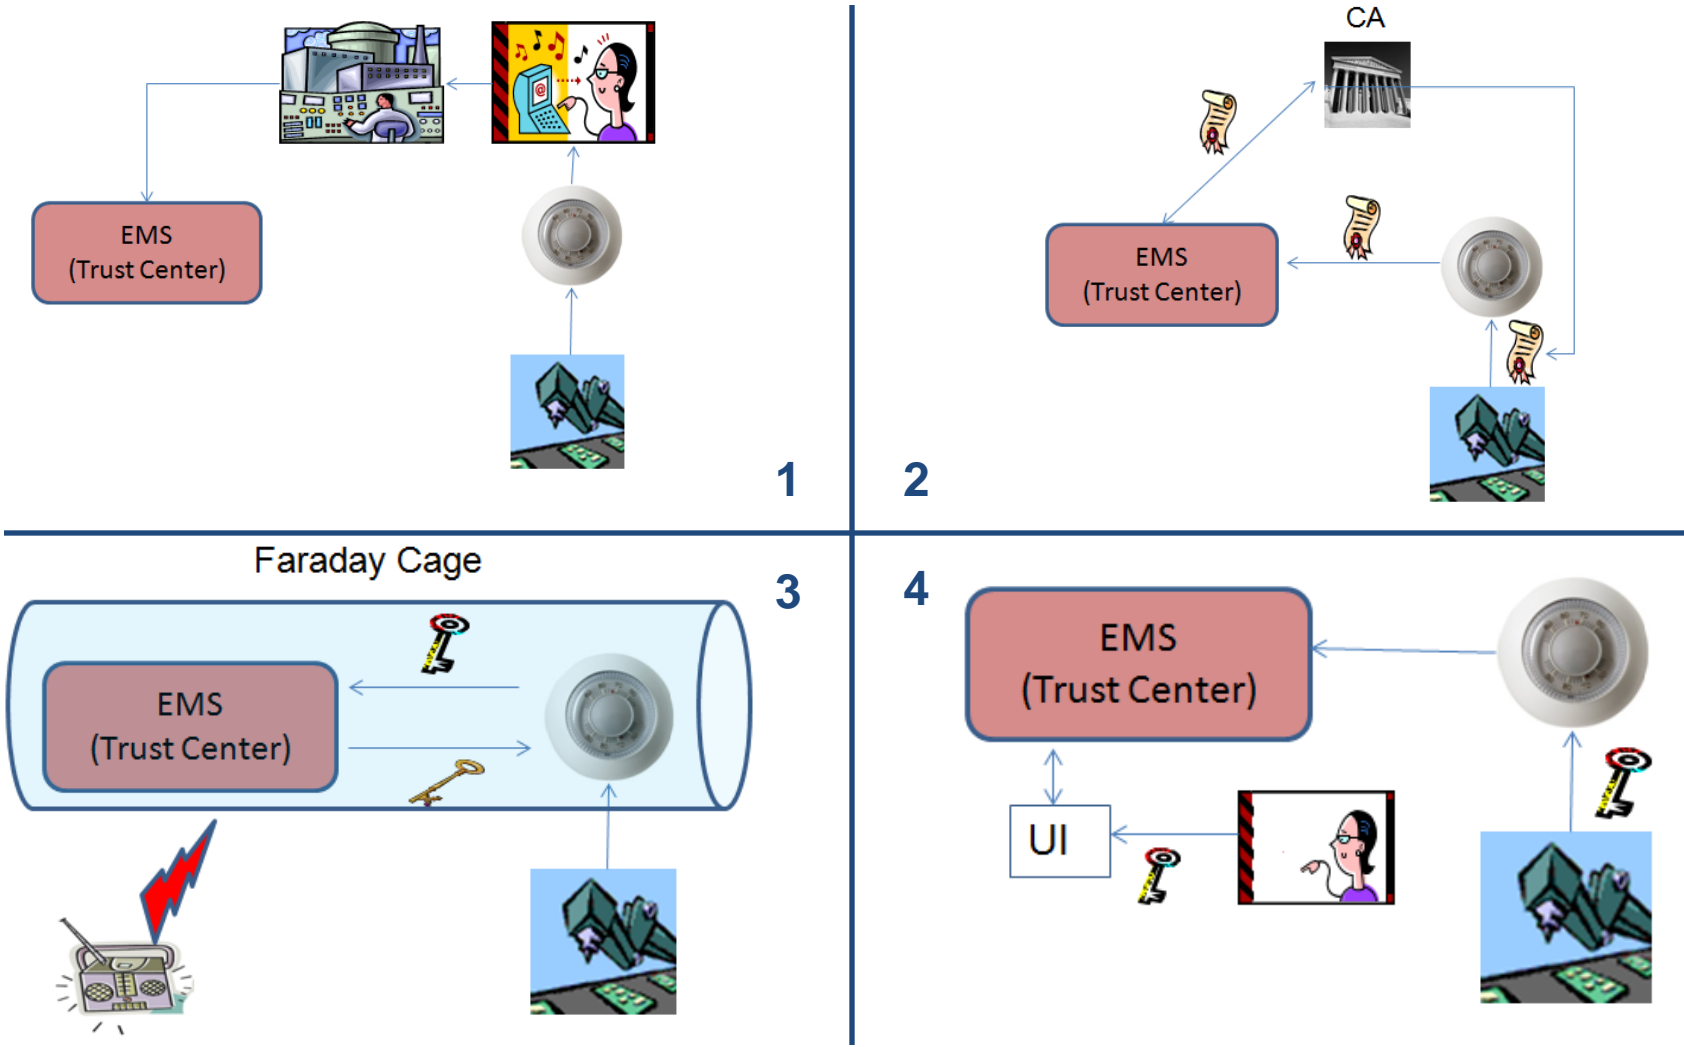 EMS
(Trust Center)
1
CA
EMS
(Trust Center)
2
Faraday Cage
3
EMS
(Trust Center)
4
EMS
(Trust Center)
UI
@